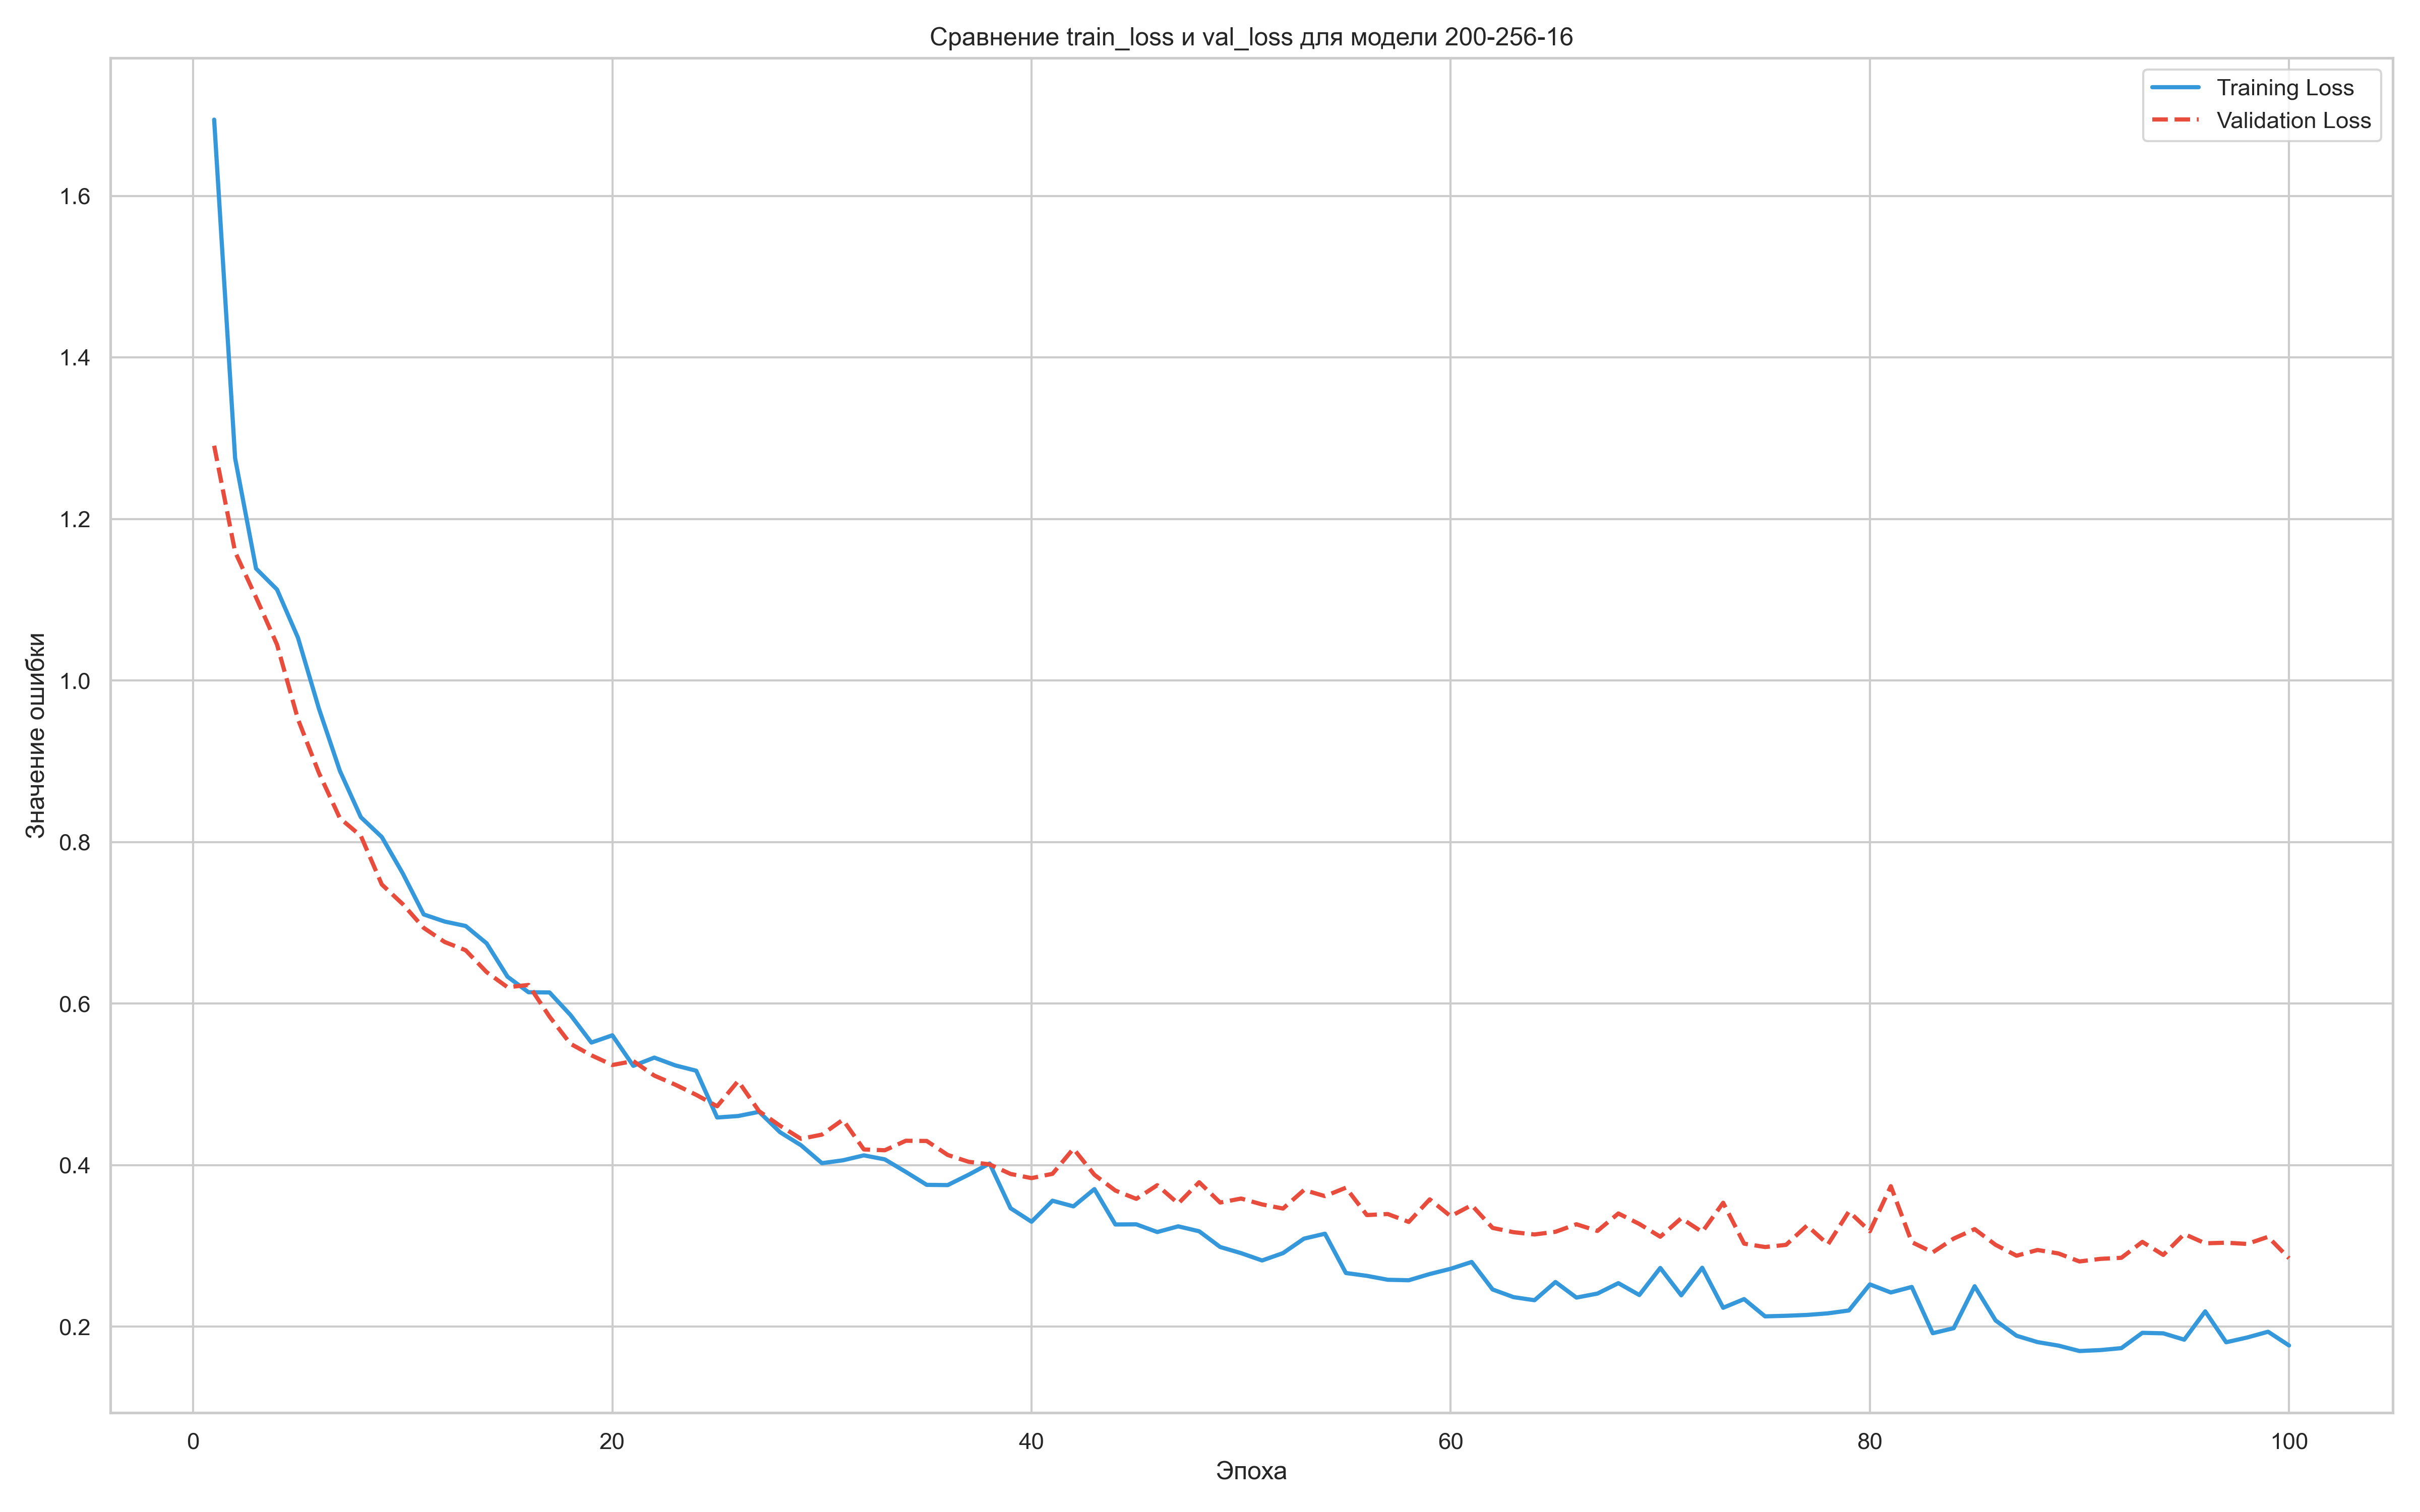 Сравнение train_loss и val_loss для модели 200-256-16
Training Loss
Validation Loss
1.6
1.4
1.2
1.0
0.8
0.6
0.4
0.2
Значение ошибки
0 20 40 60 80 100
Эпоха